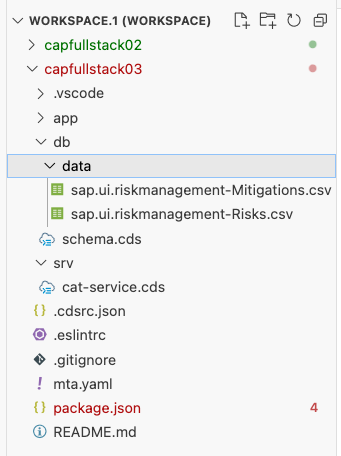 WORKSPACE.1 (WORKSPACE)
capfullstack02
capfullstack03
.vscode
app
db
data
sap.ui.riskmanagement-Mitigations.csv
sap.ui.riskmanagement-Risks.csv
schema.cds
srv
cat-service.cds
{} .cdsrc.json
.eslintrc
.gitignore
! mta.yaml
{} package.json 4
README.md